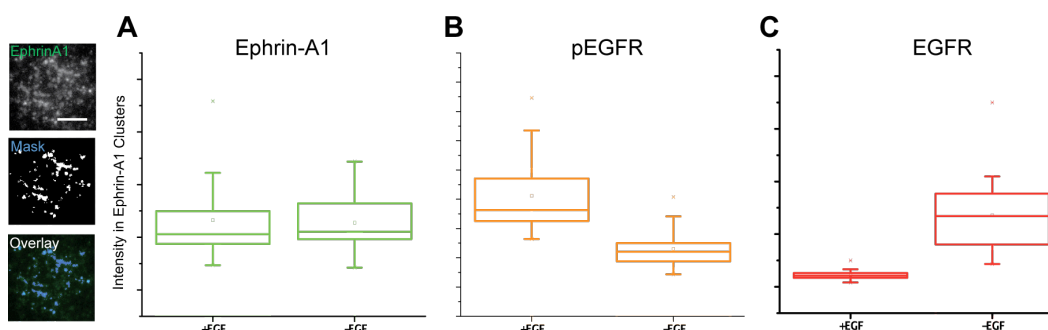 A
Ephrin-A1
B
pEGFR
C
EGFR
EphrinA1
Mask
Overlay
Intensity in Ephrin-A1 Clusters
+EGF
-EGF
+EGF
-EGF
+EGF
-EGF